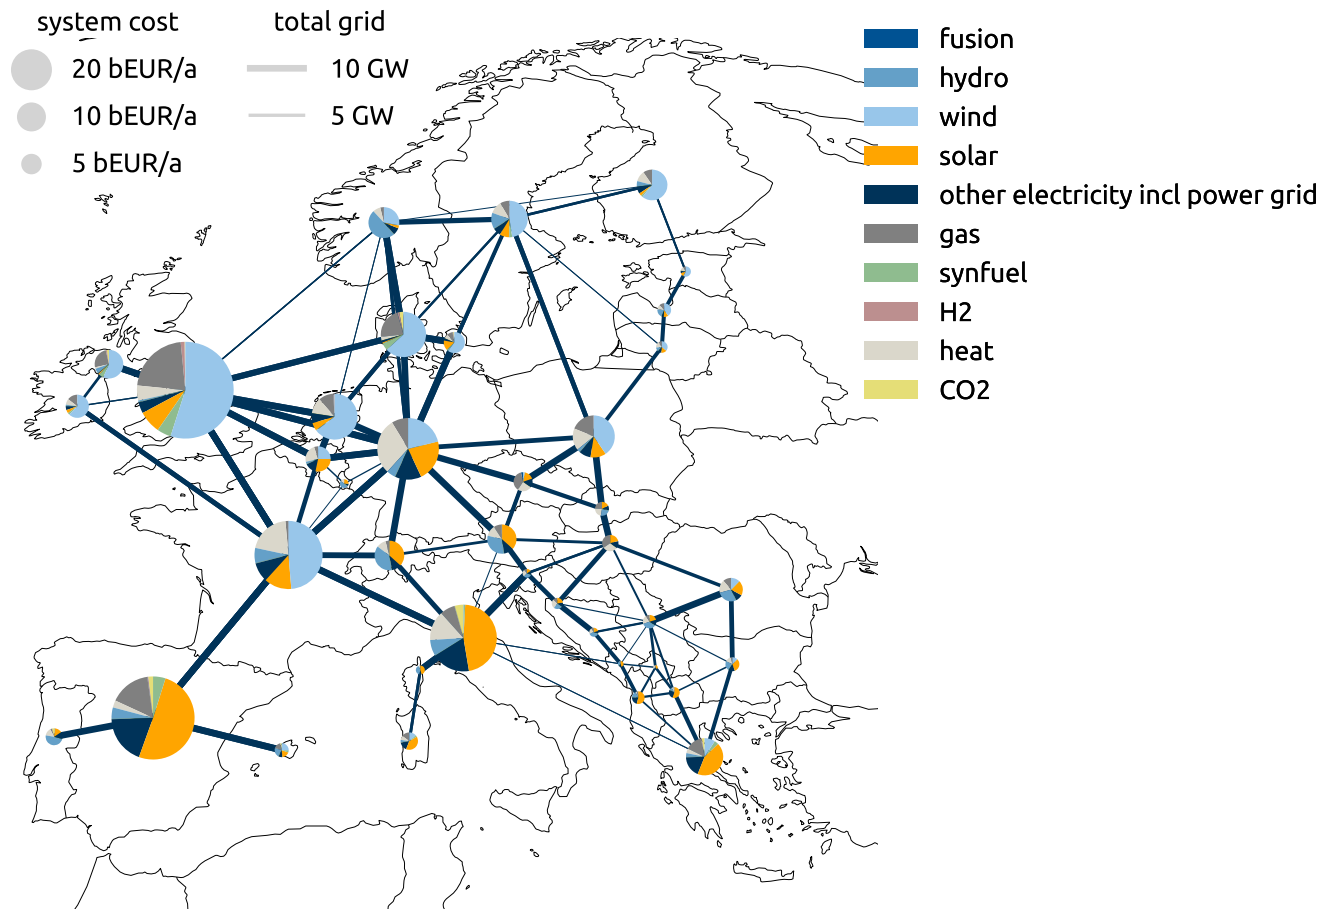 system cost
total grid
20 bEUR/a
10 GW
10 bEUR/a
5 GW
5 bEUR/a
fusion
hydro
wind
solar
other electricity incl power grid
gas
synfuel
H2
heat
CO2